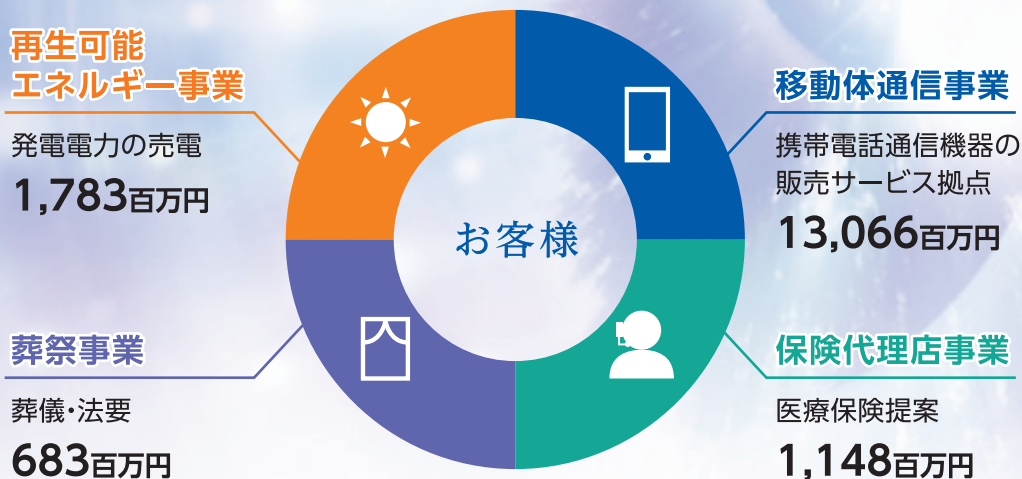 再生可能
エネルギー事業
発電電力の売電
1,783百万円
移動体通信事業
携帯電話通信機器の
販売サービス拠点
13,066百万円
お客様
葬祭事業
葬儀・法要
683百万円
保険代理店事業
医療保険提案
1,148百万円